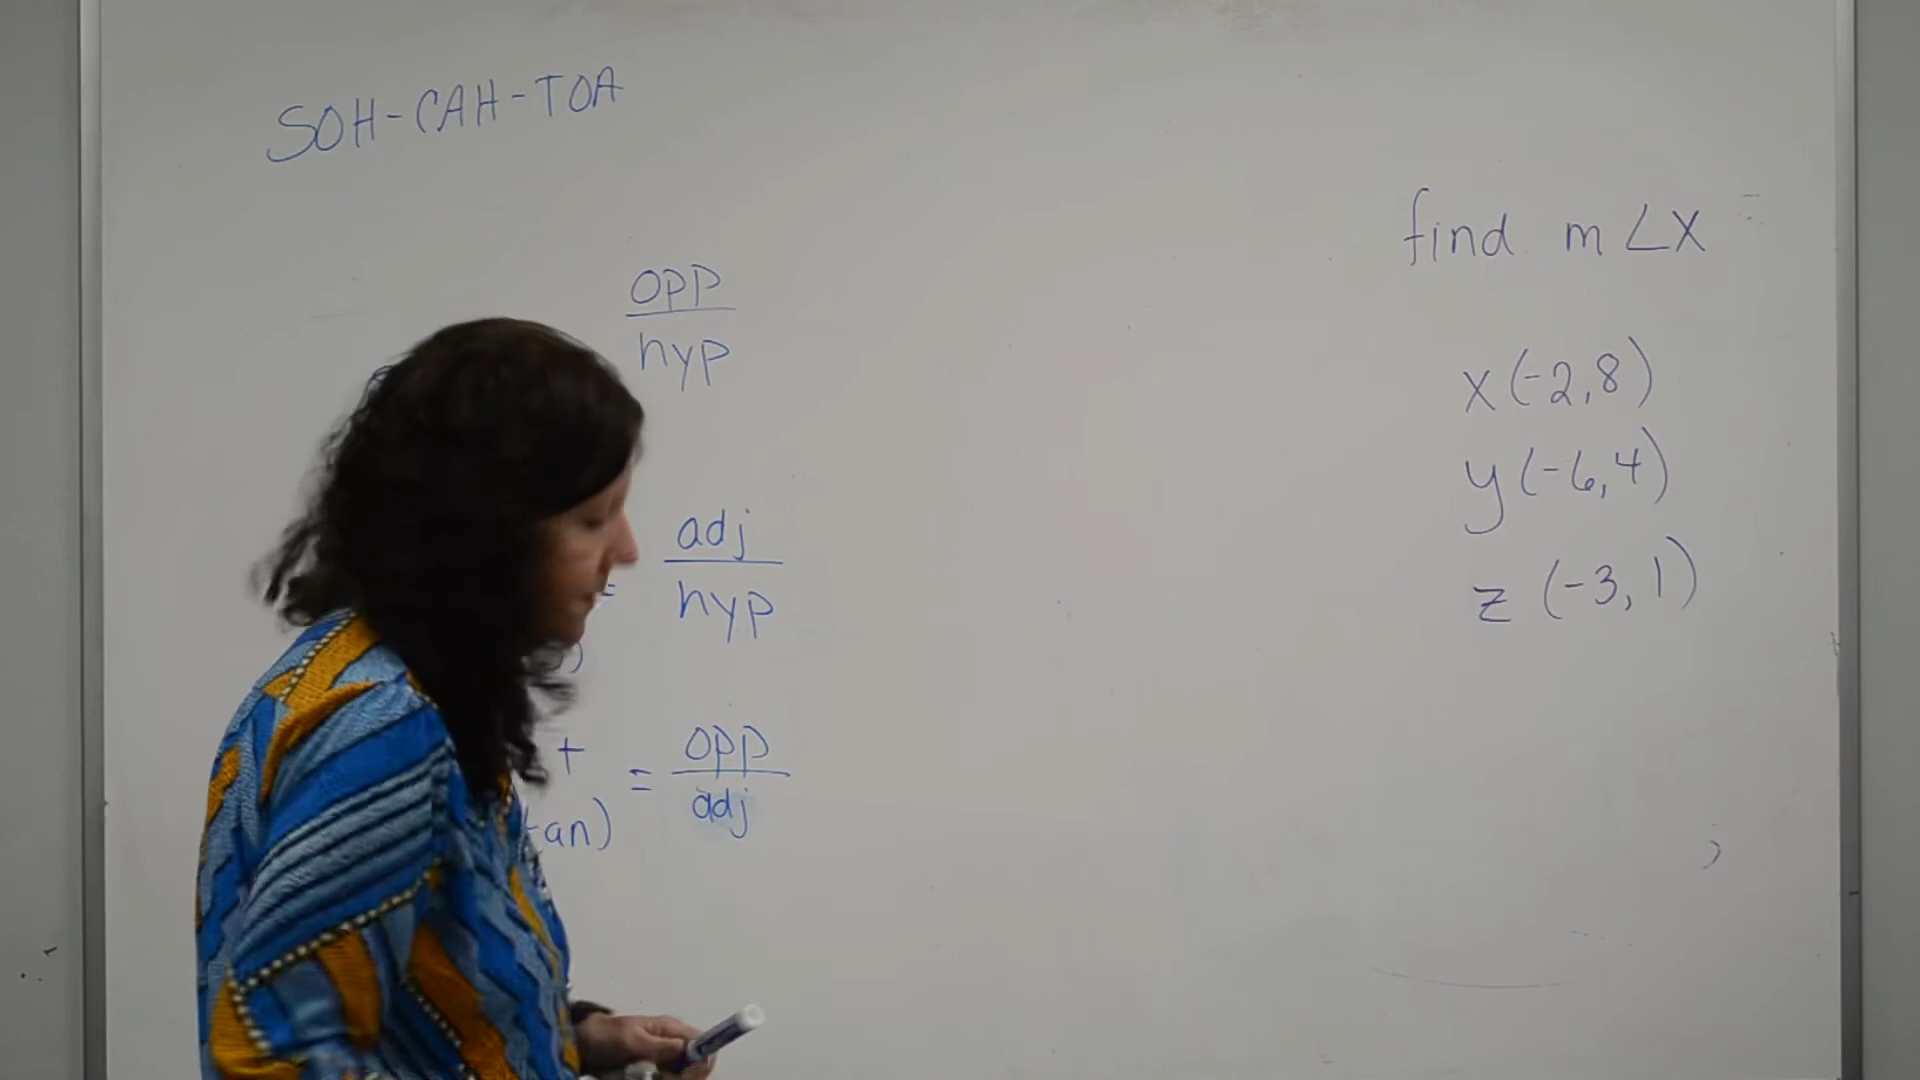 SOH-CAH-TOA
opp
hyp
= adj
hyp
)
+
= opp
adj
tan)
find m∠X
X(-2,8)
y(-6,4)
z(-3,1)